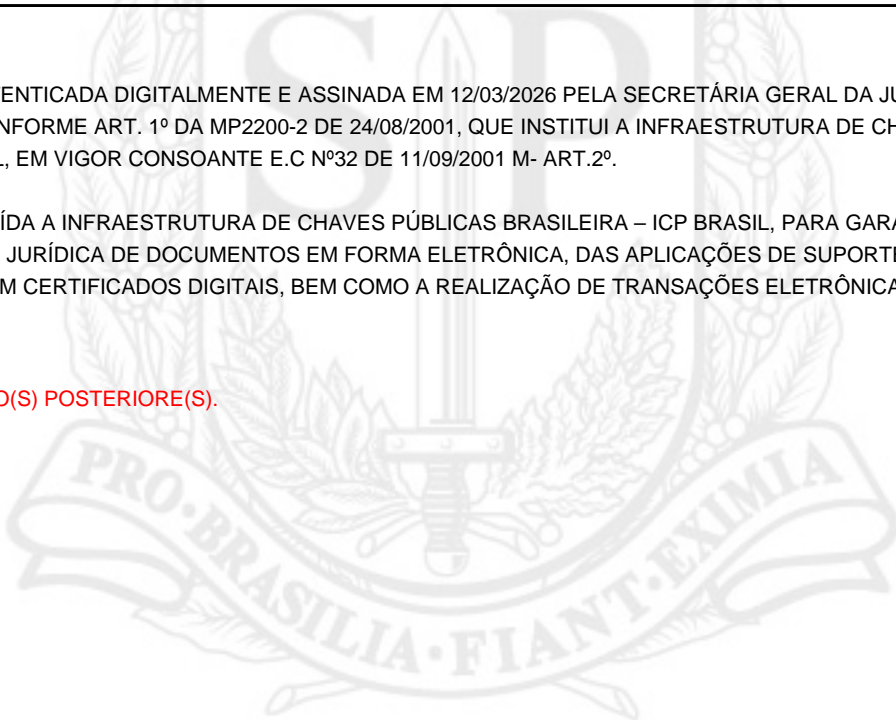 ENTICADA DIGITALMENTE E ASSINADA EM 12/03/2026 PELA SECRETÁRIA GERAL DA JU
NFORME ART. 1º DA MP2200-2 DE 24/08/2001, QUE INSTITUI A INFRAESTRUTURA DE CH
L, EM VIGOR CONSOANTE E.C Nº32 DE 11/09/2001 M- ART.2º.
ÍDA A INFRAESTRUTURA DE CHAVES PÚBLICAS BRASILEIRA – ICP BRASIL, PARA GARA
JURÍDICA DE DOCUMENTOS EM FORMA ELETRÔNICA, DAS APLICAÇÕES DE SUPORTE
M CERTIFICADOS DIGITAIS, BEM COMO A REALIZAÇÃO DE TRANSAÇÕES ELETRÔNICA
O(S) POSTERIORE(S).
SP
PRO·BRASILIA·FIANT·EXIMIA